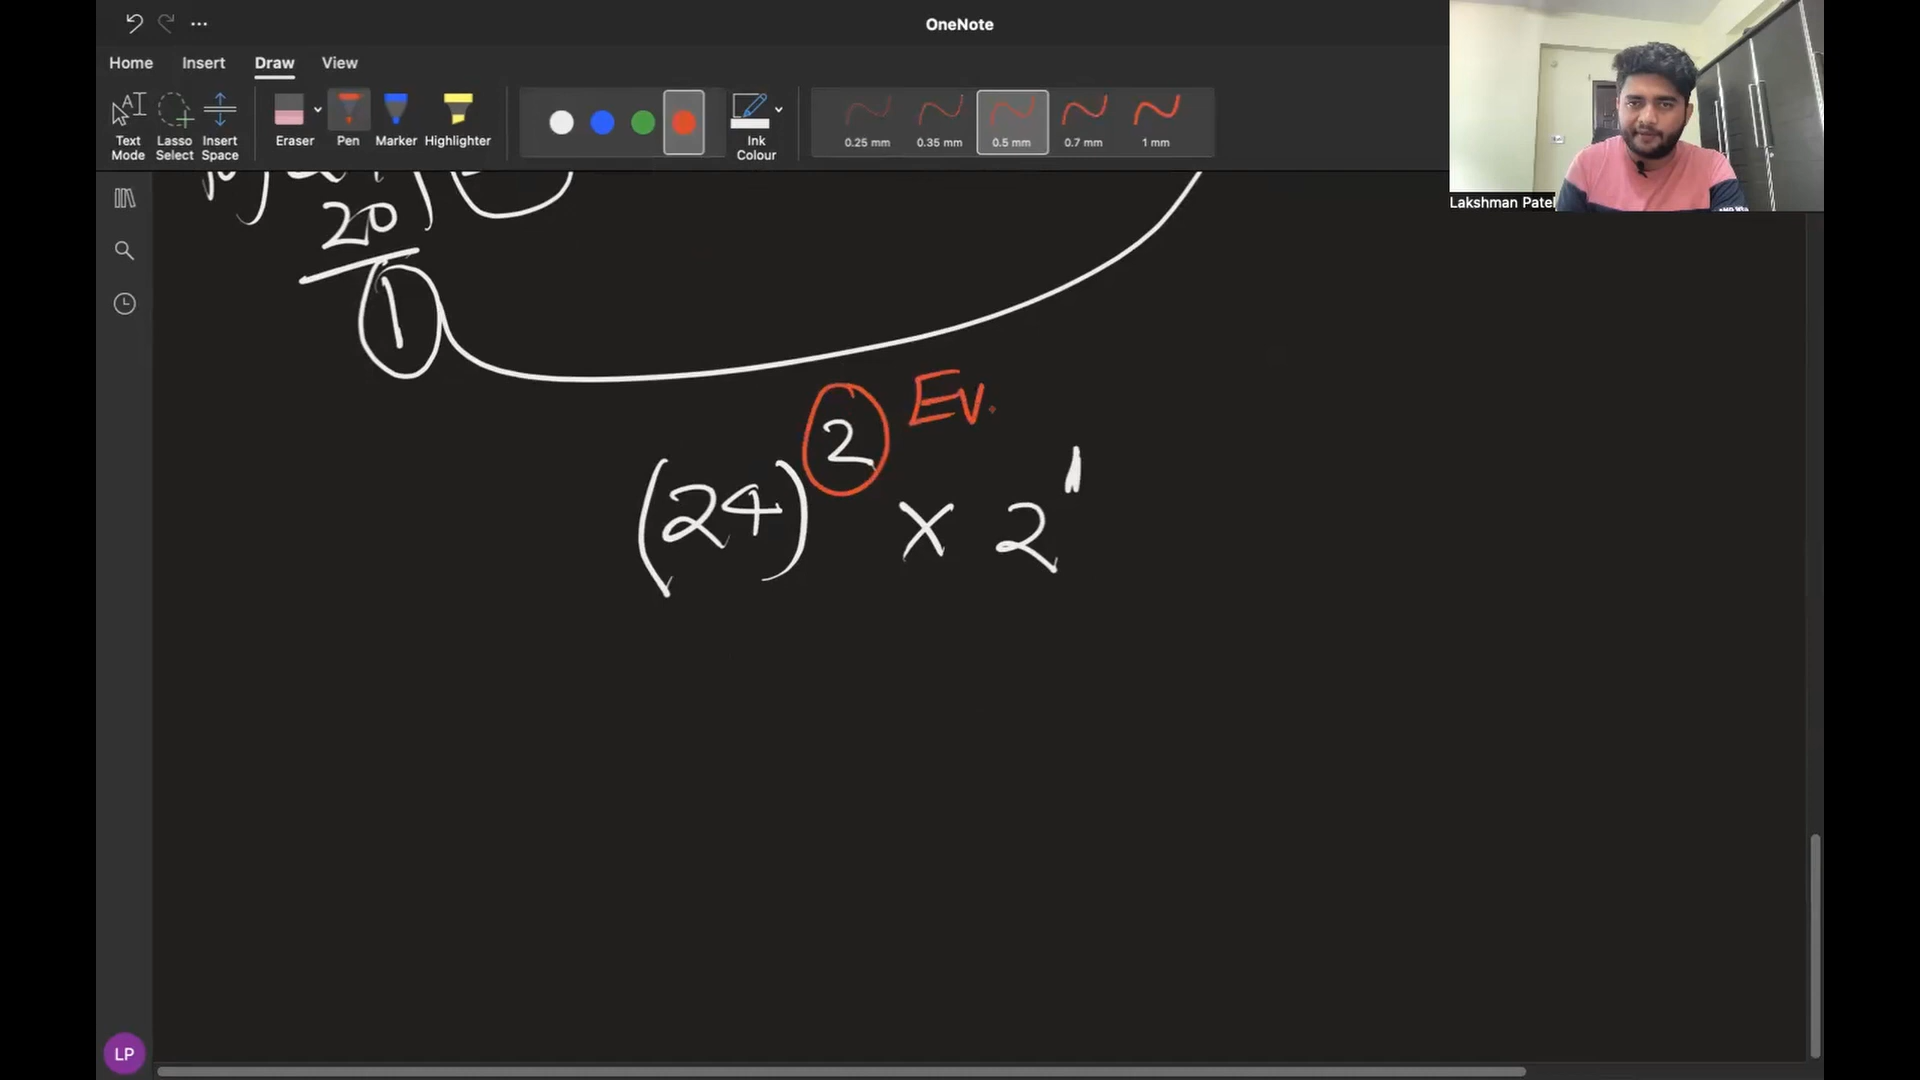 OneNote
Home Insert Draw View
Text Mode
Lasso Select
Insert Space
Eraser
Pen
Marker
Highlighter
Ink Colour
0.25 mm
0.35 mm
0.5 mm
0.7 mm
1 mm
Lakshman Patel
20
1
(24)² Ev.
× 2¹
LP